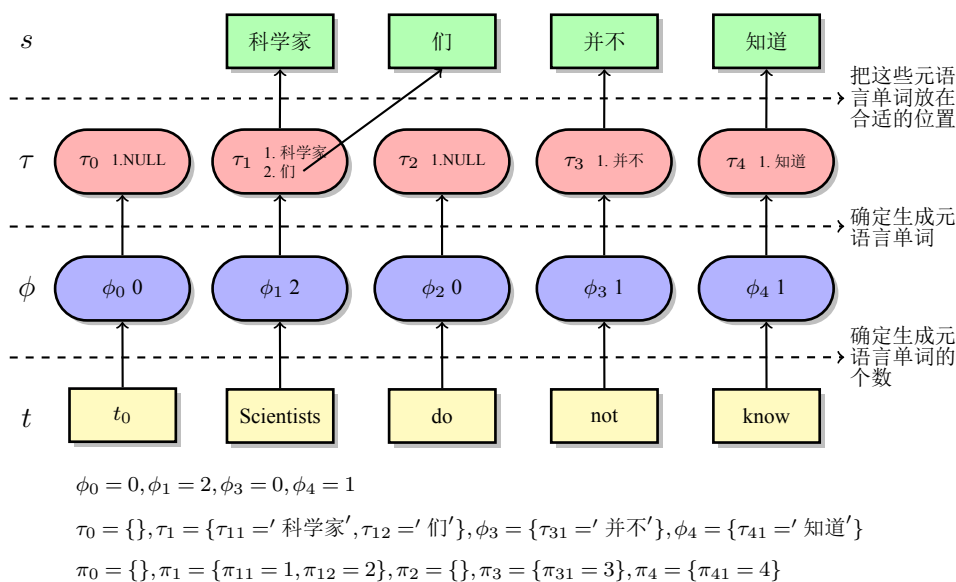 s 科学家 们 并不 知道
把这些元语
言单词放在
合适的位置
τ τ₀ 1.NULL τ₁ 1. 科学家 τ₂ 1.NULL τ₃ 1. 并不 τ₄ 1. 知道
2. 们
确定生成元
语言单词
ϕ ϕ₀ 0 ϕ₁ 2 ϕ₂ 0 ϕ₃ 1 ϕ₄ 1
确定生成元
语言单词的
个数
t t₀ Scientists do not know
ϕ₀ = 0, ϕ₁ = 2, ϕ₃ = 0, ϕ₄ = 1
τ₀ = {}, τ₁ = {τ₁₁ =′ 科学家′, τ₁₂ =′ 们′}, ϕ₃ = {τ₃₁ =′ 并不′}, ϕ₄ = {τ₄₁ =′ 知道′}
π₀ = {}, π₁ = {π₁₁ = 1, π₁₂ = 2}, π₂ = {}, π₃ = {π₃₁ = 3}, π₄ = {π₄₁ = 4}